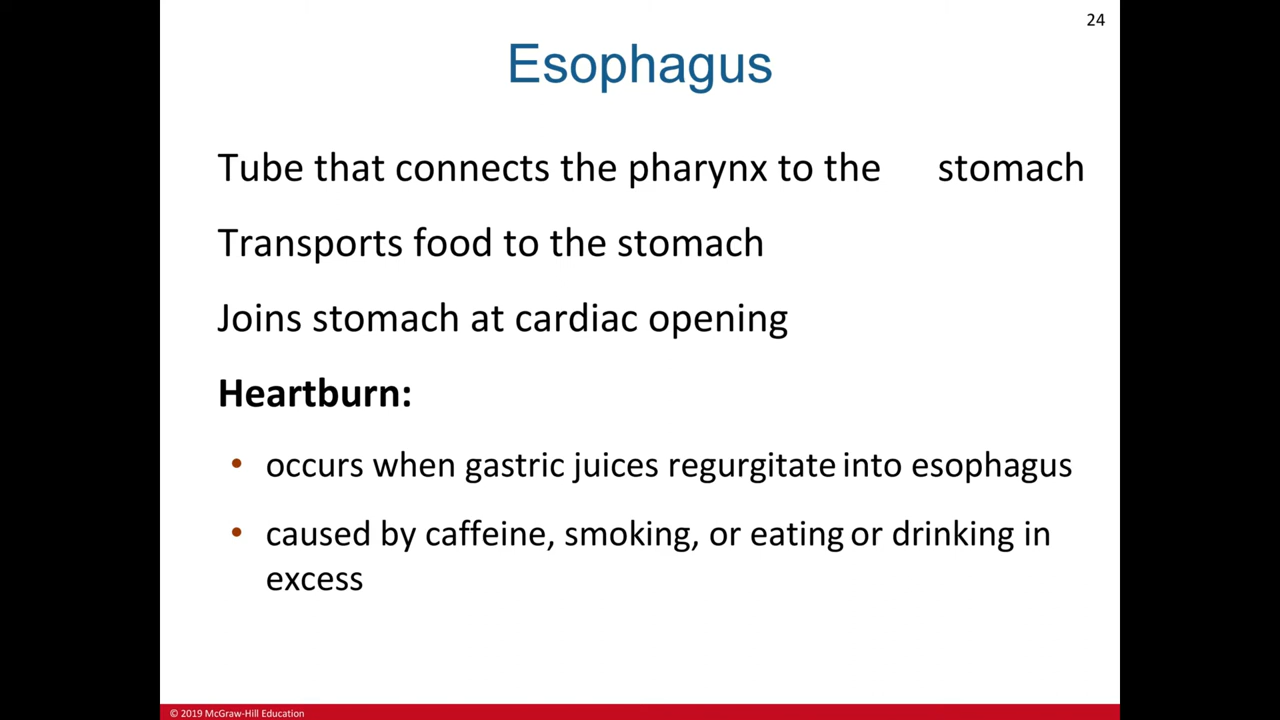 24
Esophagus
Tube that connects the pharynx to the stomach
Transports food to the stomach
Joins stomach at cardiac opening
Heartburn:
• occurs when gastric juices regurgitate into esophagus
• caused by caffeine, smoking, or eating or drinking in
excess
© 2019 McGraw-Hill Education